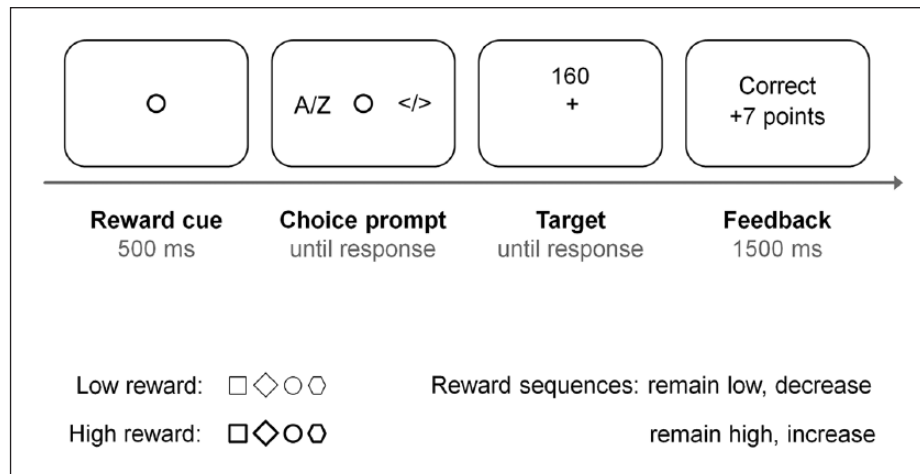 A/Z </>
160
+
Correct
+7 points
Reward cue
500 ms
Choice prompt
until response
Target
until response
Feedback
1500 ms
Low reward:
Reward sequences: remain low, decrease
High reward:
remain high, increase